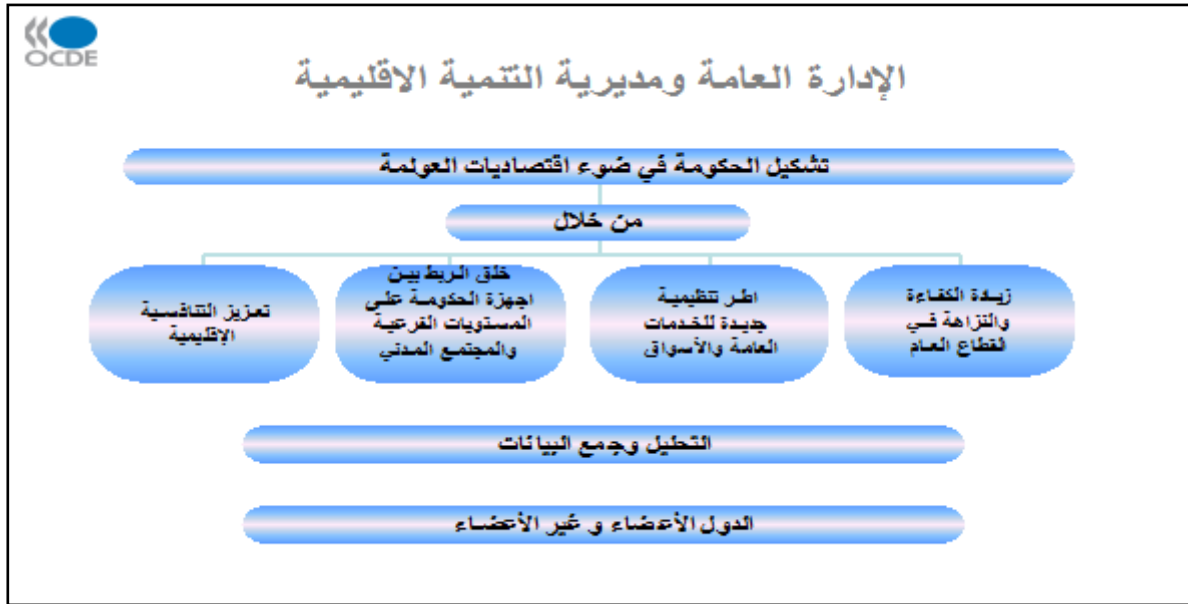 OCDE
الإدارة العامة ومديرية التنمية الاقليمية
تشكيل الحكومة في ضوء اقتصاديات العولمة
من خلال
زيادة الكفاءة
والنزاهة في
القطاع العام
اطر تنظيمية
جديدة للخدمات
العامة والأسواق
خلق الربط بين
اجهزة الحكومة على
المستويات الفرعية
والمجتمع المدني
تعزيز التنافسية
الإقليمية
التحليل وجمع البيانات
الدول الأعضاء و غير الأعضاء